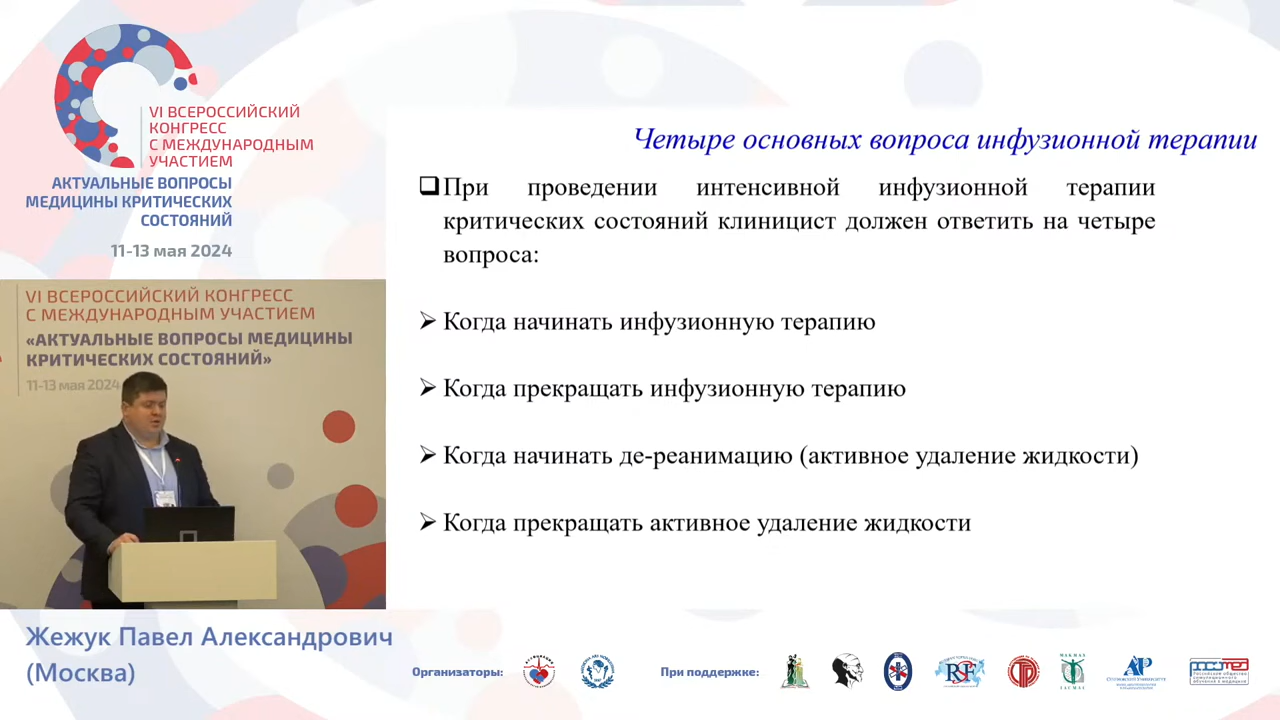 VI ВСЕРОССИЙСКИЙ
КОНГРЕСС
С МЕЖДУНАРОДНЫМ
УЧАСТИЕМ
АКТУАЛЬНЫЕ ВОПРОСЫ
МЕДИЦИНЫ КРИТИЧЕСКИХ
СОСТОЯНИЙ
11-13 мая 2024
Четыре основных вопроса инфузионной терапии
При проведении интенсивной инфузионной терапии
критических состояний клиницист должен ответить на четыре
вопроса:
Когда начинать инфузионную терапию
Когда прекращать инфузионную терапию
Когда начинать де-реанимацию (активное удаление жидкости)
Когда прекращать активное удаление жидкости
VI ВСЕРОССИЙСКИЙ КОНГРЕСС
С МЕЖДУНАРОДНЫМ УЧАСТИЕМ
«АКТУАЛЬНЫЕ ВОПРОСЫ МЕДИЦИНЫ
КРИТИЧЕСКИХ СОСТОЯНИЙ»
11-13 мая 2024
Жежук Павел Александрович
(Москва)
Организаторы:
При поддержке: